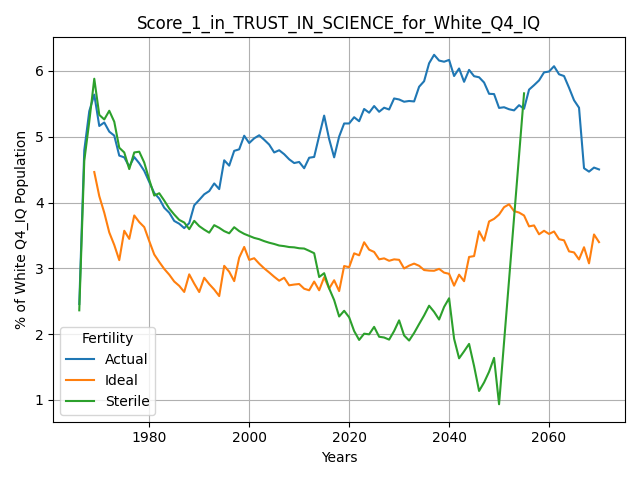 Score_1_in_TRUST_IN_SCIENCE_for_White_Q4_IQ
% of White Q4_IQ Population
6
5
4
3
2
1
Fertility
Actual
Ideal
Sterile
1980
2000
2020
2040
2060
Years